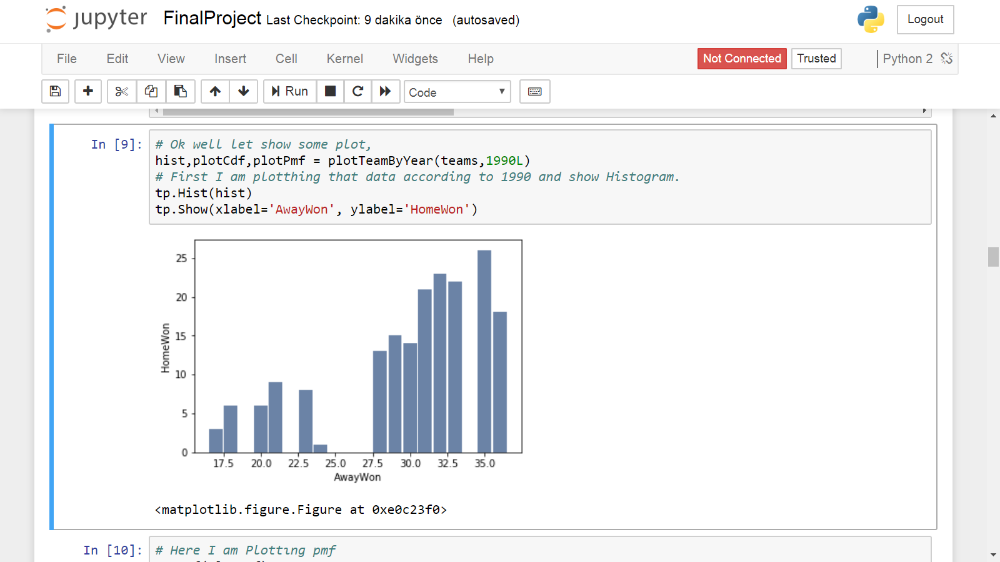 jupyter FinalProject Last Checkpoint: 9 dakika önce (autosaved) Logout
File Edit View Insert Cell Kernel Widgets Help Not Connected Trusted Python 2
Run Code
In [9]: # Ok well let show some plot,
hist,plotCdf,plotPmf = plotTeamByYear(teams,1990L)
# First I am plotthing that data according to 1990 and show Histogram.
tp.Hist(hist)
tp.Show(xlabel='AwayWon', ylabel='HomeWon')
25
20
15
10
5
0
HomeWon
17.5 20.0 22.5 25.0 27.5 30.0 32.5 35.0
AwayWon
<matplotlib.figure.Figure at 0xe0c23f0>
In [10]: # Here I am Plottıng pmf